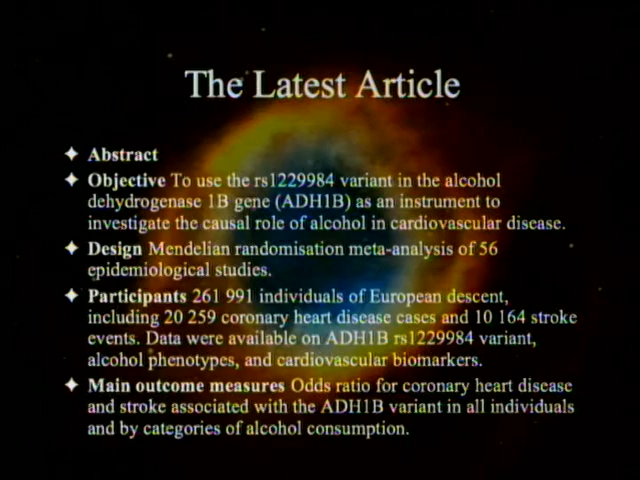 The Latest Article
✦ Abstract
✦ Objective To use the rs1229984 variant in the alcohol
dehydrogenase 1B gene (ADH1B) as an instrument to
investigate the causal role of alcohol in cardiovascular disease.
✦ Design Mendelian randomisation meta-analysis of 56
epidemiological studies.
✦ Participants 261 991 individuals of European descent,
including 20 259 coronary heart disease cases and 10 164 stroke
events. Data were available on ADH1B rs1229984 variant,
alcohol phenotypes, and cardiovascular biomarkers.
✦ Main outcome measures Odds ratio for coronary heart disease
and stroke associated with the ADH1B variant in all individuals
and by categories of alcohol consumption.